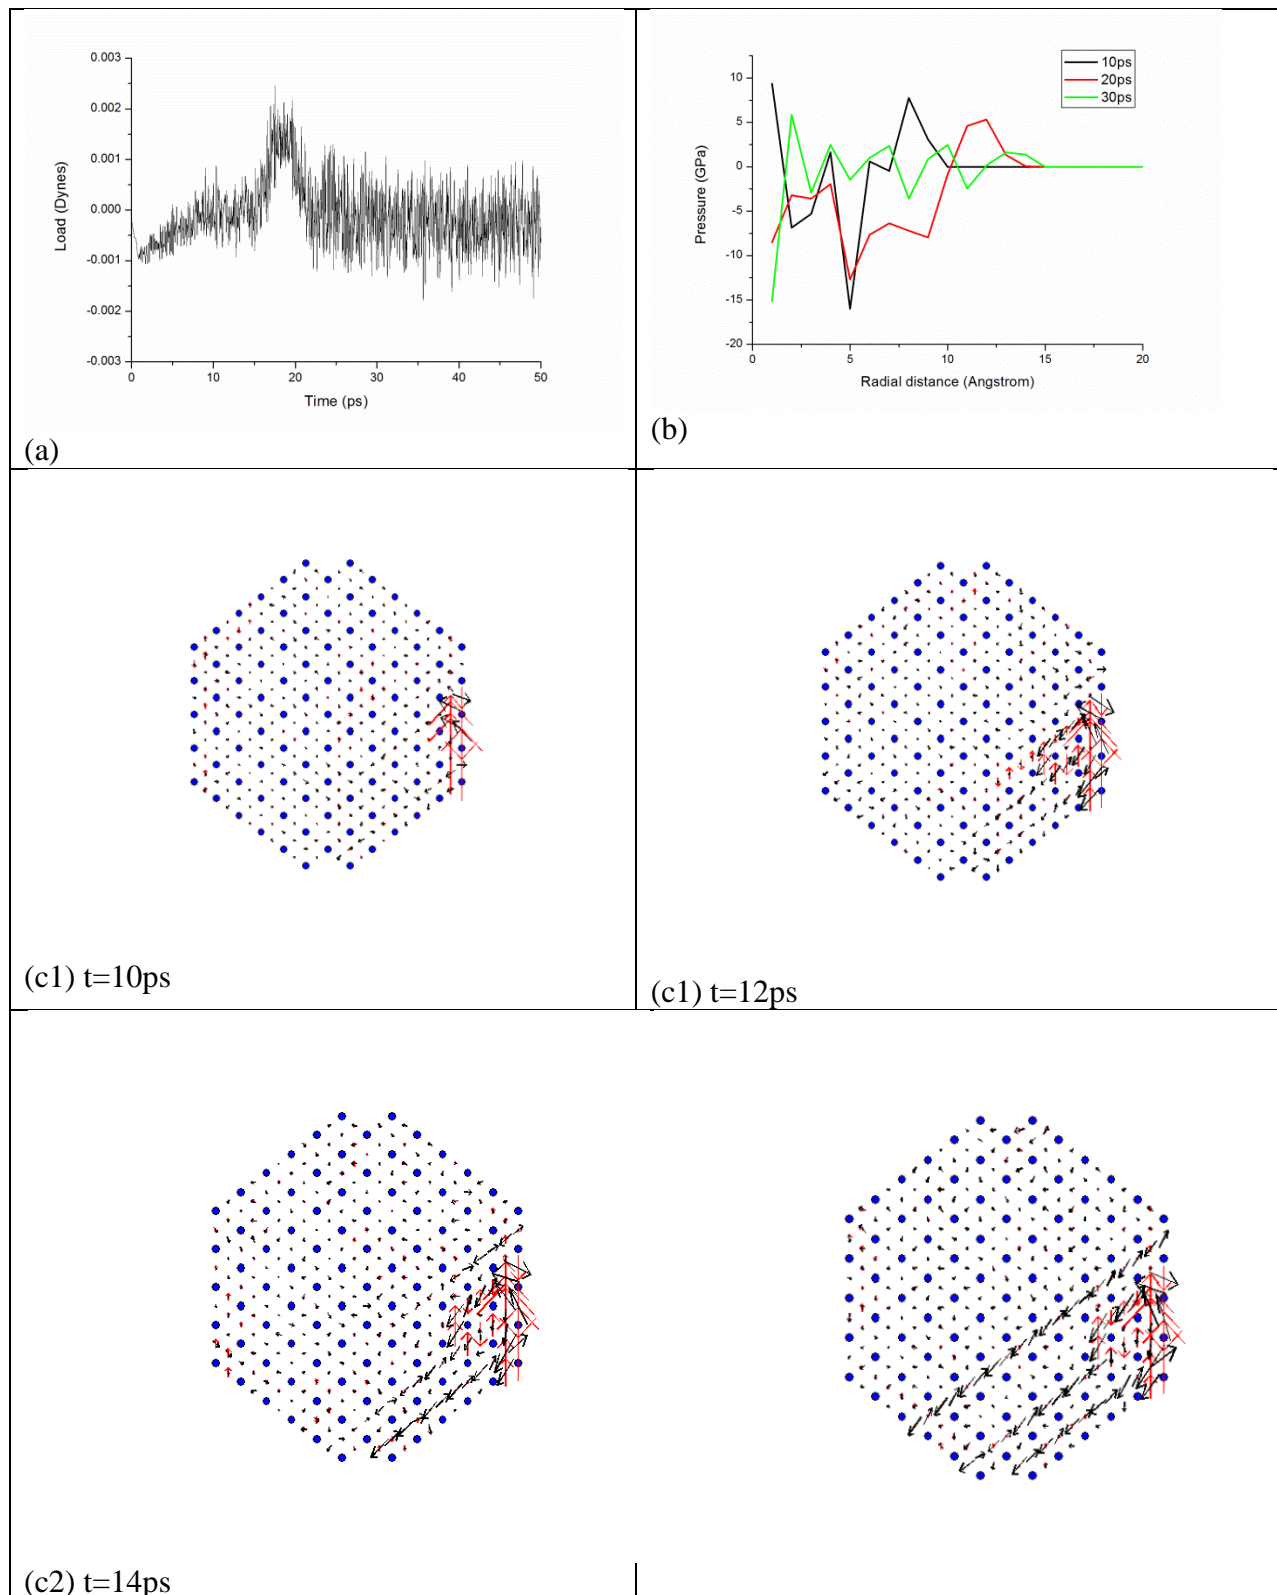 0.003
0.002
0.001
0.000
-0.001
-0.002
-0.003
Load (Dynes)
0 10 20 30 40 50
Time (ps)
(a)
10ps
20ps
30ps
10
5
0
-5
-10
-15
-20
Pressure (GPa)
0 5 10 15 20
Radial distance (Angstrom)
(b)
(c1) t=10ps
(c1) t=12ps
(c2) t=14ps